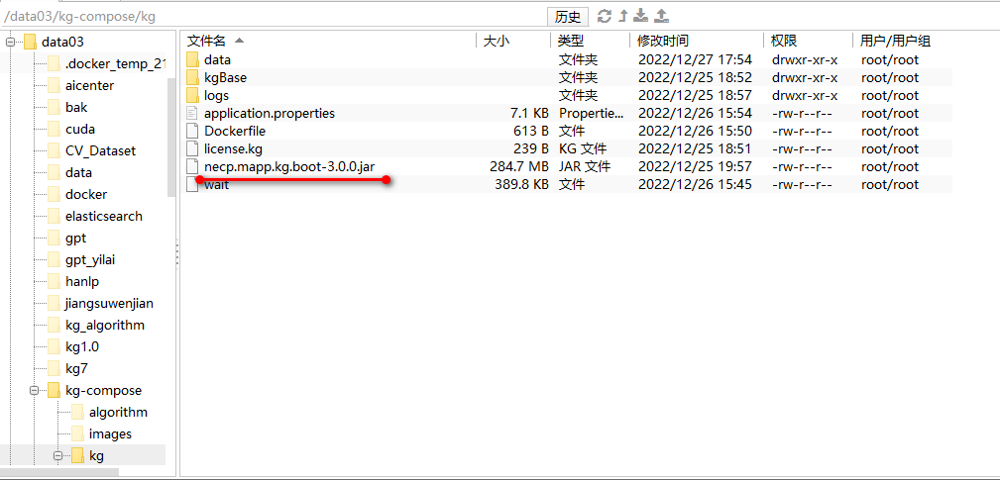 /data03/kg-compose/kg
历史
data03
.docker_temp_21
aicenter
bak
cuda
CV_Dataset
data
docker
elasticsearch
gpt
gpt_yilai
hanlp
jiangsuwenjian
kg_algorithm
kg1.0
kg7
kg-compose
algorithm
images
kg
文件名 大小 类型 修改时间 权限 用户/用户组
data 文件夹 2022/12/27 17:54 drwxr-xr-x root/root
kgBase 文件夹 2022/12/25 18:52 drwxr-xr-x root/root
logs 文件夹 2022/12/25 18:57 drwxr-xr-x root/root
application.properties 7.1 KB Propertie... 2022/12/26 15:54 -rw-r--r-- root/root
Dockerfile 613 B 文件 2022/12/26 15:50 -rw-r--r-- root/root
license.kg 239 B KG 文件 2022/12/25 18:51 -rw-r--r-- root/root
necp.mapp.kg.boot-3.0.0.jar 284.7 MB JAR 文件 2022/12/25 19:57 -rw-r--r-- root/root
wait 389.8 KB 文件 2022/12/26 15:45 -rw-r--r-- root/root